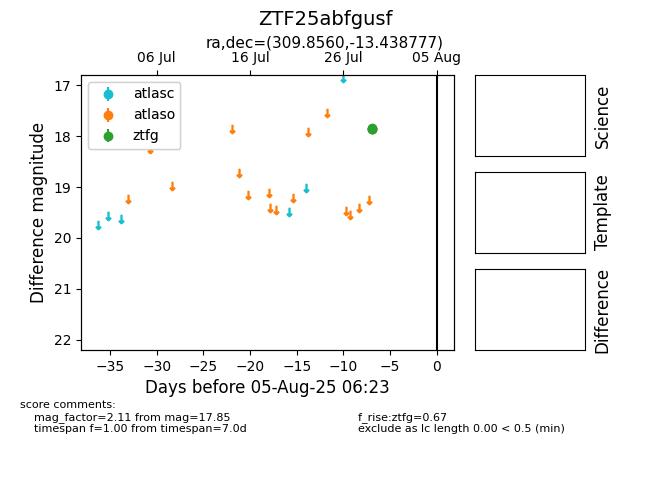 ZTF25abfgusf
ra,dec=(309.8560,-13.438777)
06 Jul 16 Jul 26 Jul 05 Aug
atlasc
atlaso
ztfg
17
18
19
20
21
22
Difference magnitude
−35 −30 −25 −20 −15 −10 −5 0
Days before 05-Aug-25 06:23
Science
Template
Difference
score comments:
mag_factor=2.11 from mag=17.85
timespan f=1.00 from timespan=7.0d
f_rise:ztfg=0.67
exclude as lc length 0.00 < 0.5 (min)